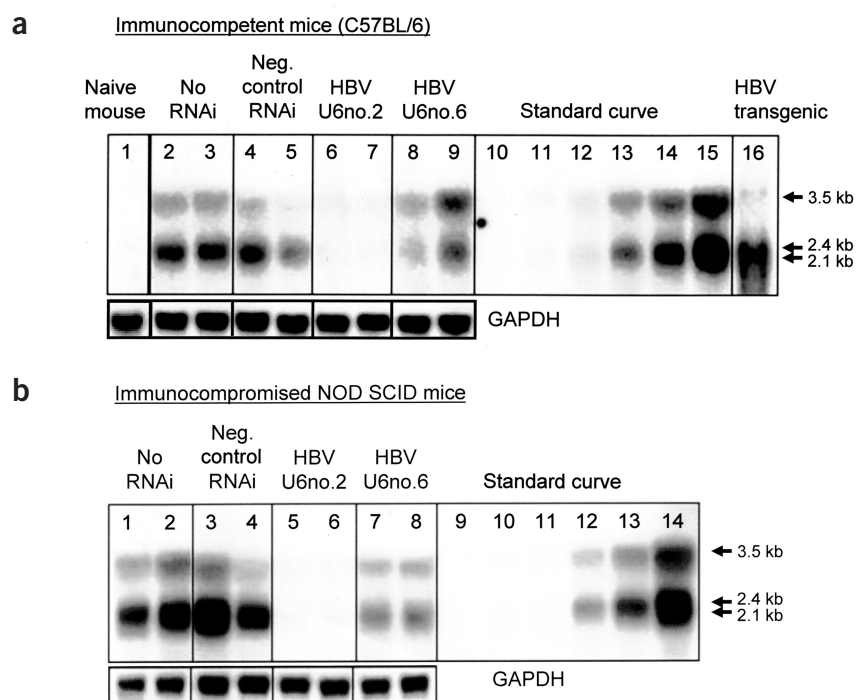 a
Immunocompetent mice (C57BL/6)
Naive mouse
No RNAi
Neg. control RNAi
HBV U6no.2
HBV U6no.6
Standard curve
HBV transgenic
1 2 3 4 5 6 7 8 9 10 11 12 13 14 15 16
3.5 kb
2.4 kb
2.1 kb
GAPDH
b
Immunocompromised NOD SCID mice
No RNAi
Neg. control RNAi
HBV U6no.2
HBV U6no.6
Standard curve
1 2 3 4 5 6 7 8 9 10 11 12 13 14
3.5 kb
2.4 kb
2.1 kb
GAPDH